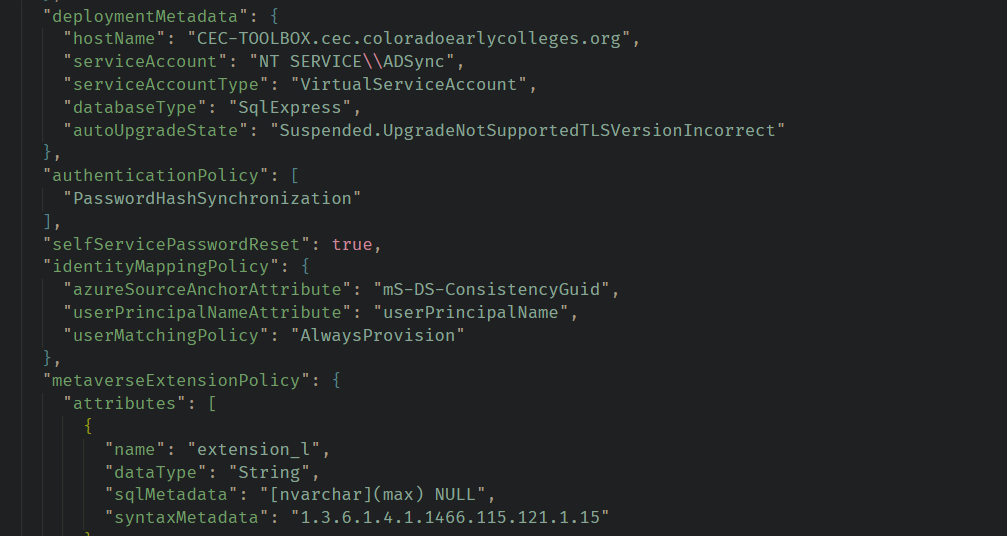 "deploymentMetadata": {
"hostName": "CEC-TOOLBOX.cec.coloradoearlycolleges.org",
"serviceAccount": "NT SERVICE\\ADSync",
"serviceAccountType": "VirtualServiceAccount",
"databaseType": "SqlExpress",
"autoUpgradeState": "Suspended.UpgradeNotSupportedTLSVersionIncorrect"
},
"authenticationPolicy": [
"PasswordHashSynchronization"
],
"selfServicePasswordReset": true,
"identityMappingPolicy": {
"azureSourceAnchorAttribute": "mS-DS-ConsistencyGuid",
"userPrincipalNameAttribute": "userPrincipalName",
"userMatchingPolicy": "AlwaysProvision"
},
"metaverseExtensionPolicy": {
"attributes": [
{
"name": "extension_l",
"dataType": "String",
"sqlMetadata": "[nvarchar](max) NULL",
"syntaxMetadata": "1.3.6.1.4.1.1466.115.121.1.15"